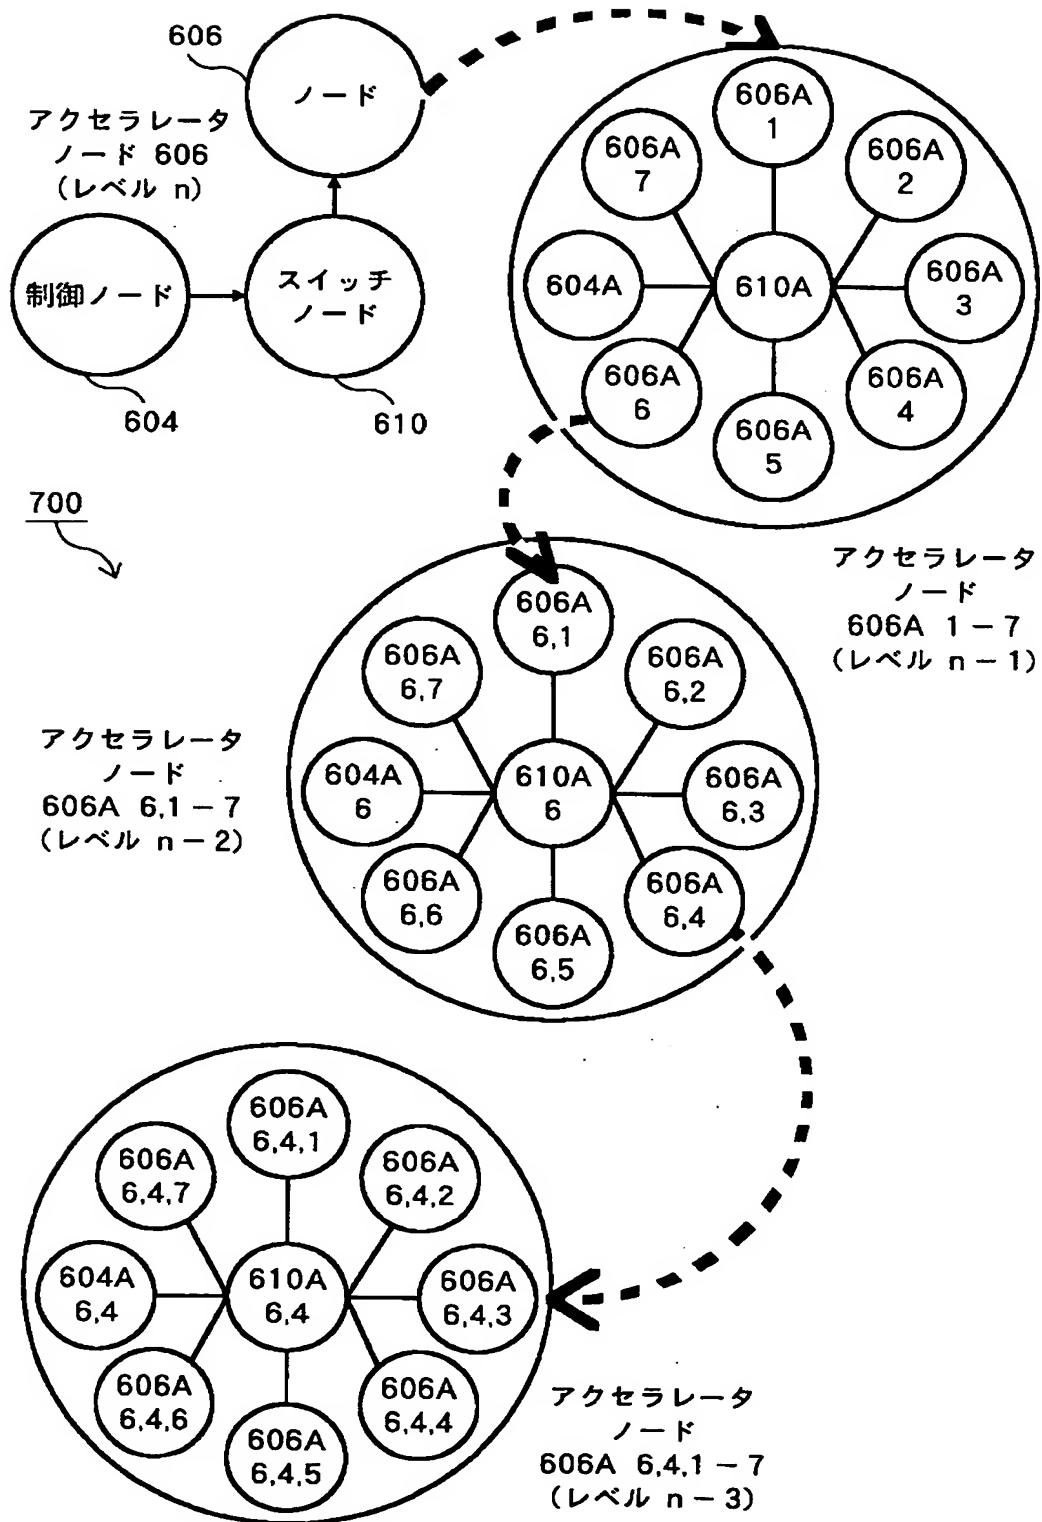 606
ノード
アクセラレータ
ノード 606
(レベル n)
制御ノード
スイッチ
ノード
604
610
606A
1
606A
7
606A
2
604A
610A
606A
3
606A
6
606A
4
606A
5
700
アクセラレータ
ノード
606A 1－7
(レベル n－1)
606A
6,1
606A
6,7
606A
6,2
アクセラレータ
ノード
606A 6,1－7
(レベル n－2)
604A
6
610A
6
606A
6,3
606A
6,6
606A
6,4
606A
6,5
606A
6,4,1
606A
6,4,7
606A
6,4,2
604A
6,4
610A
6,4
606A
6,4,3
606A
6,4,6
606A
6,4,4
606A
6,4,5
アクセラレータ
ノード
606A 6,4,1－7
(レベル n－3)